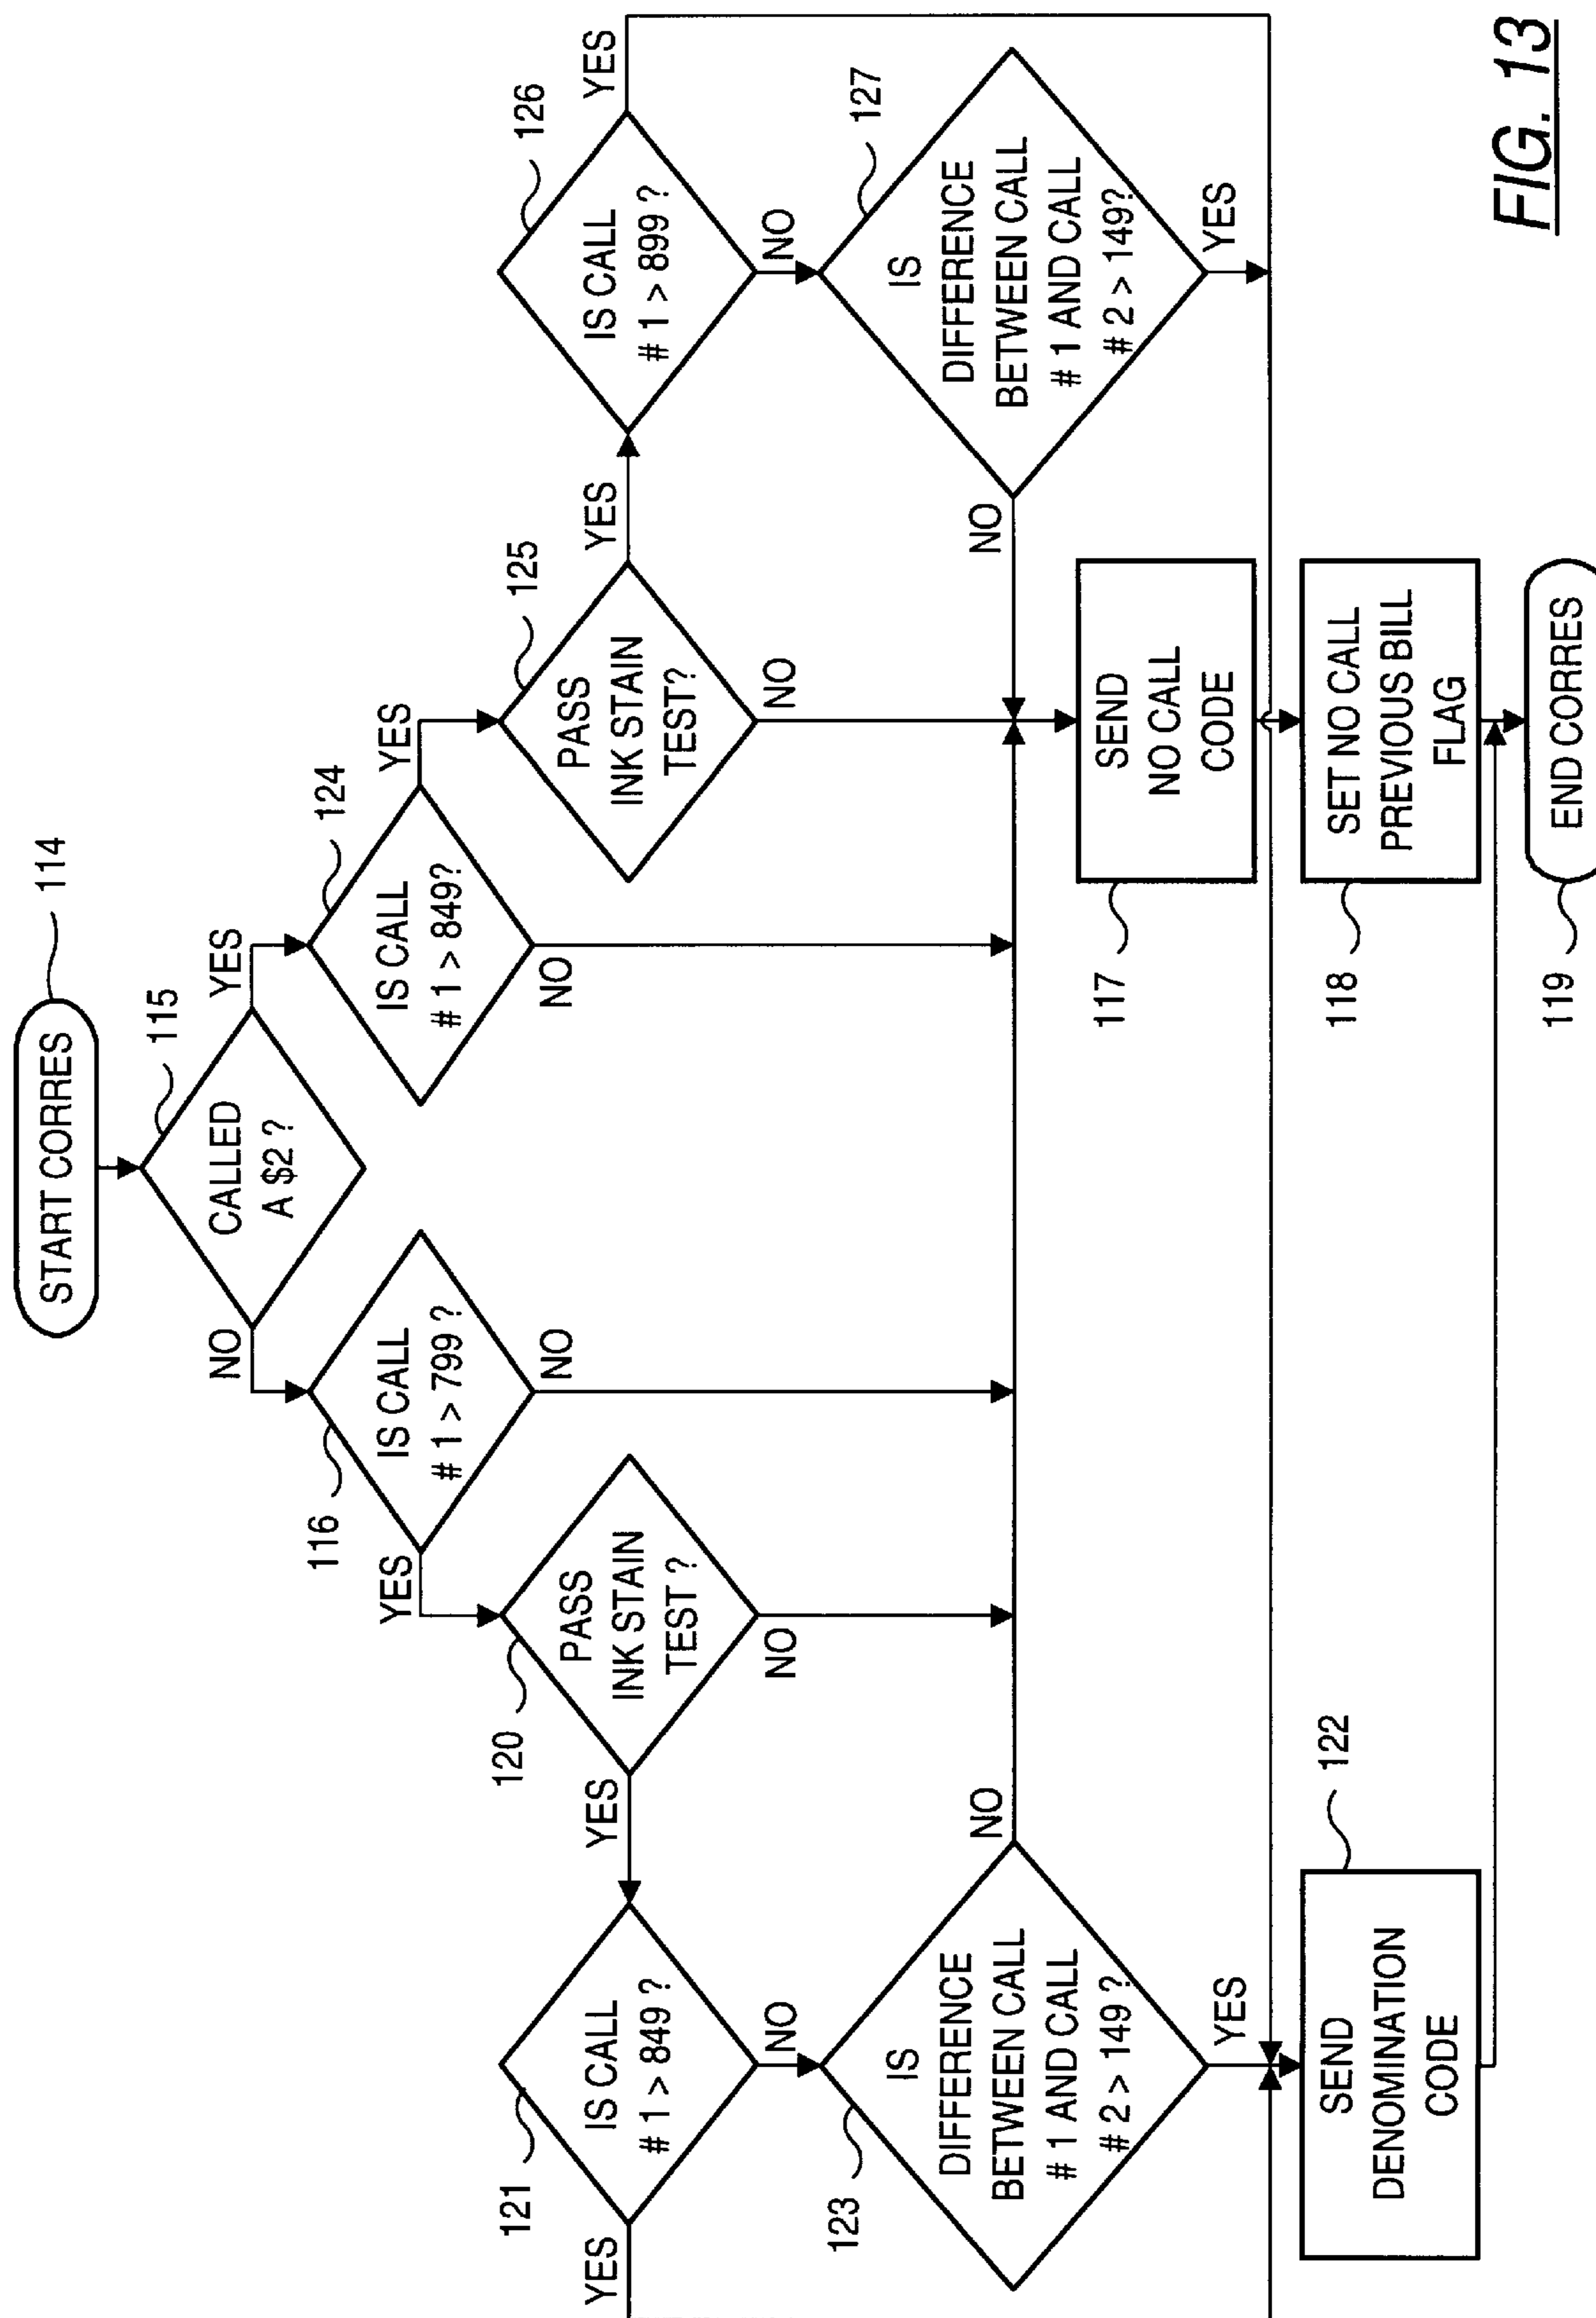 START CORRES
114
CALLED
A $2 ?
115
NO
YES
IS CALL
# 1 > 799 ?
116
YES
NO
IS CALL
# 1 > 849?
124
YES
NO
PASS
INK STAIN
TEST ?
120
YES
NO
PASS
INK STAIN
TEST?
125
YES
NO
IS CALL
# 1 > 849 ?
121
YES
NO
IS CALL
# 1 > 899 ?
126
YES
NO
IS
DIFFERENCE
BETWEEN CALL
# 1 AND CALL
# 2 > 149 ?
123
NO
YES
IS
DIFFERENCE
BETWEEN CALL
# 1 AND CALL
# 2 > 149?
127
NO
YES
SEND
NO CALL
CODE
117
SEND
DENOMINATION
CODE
122
SET NO CALL
PREVIOUS BILL
FLAG
118
END CORRES
119
FIG. 13